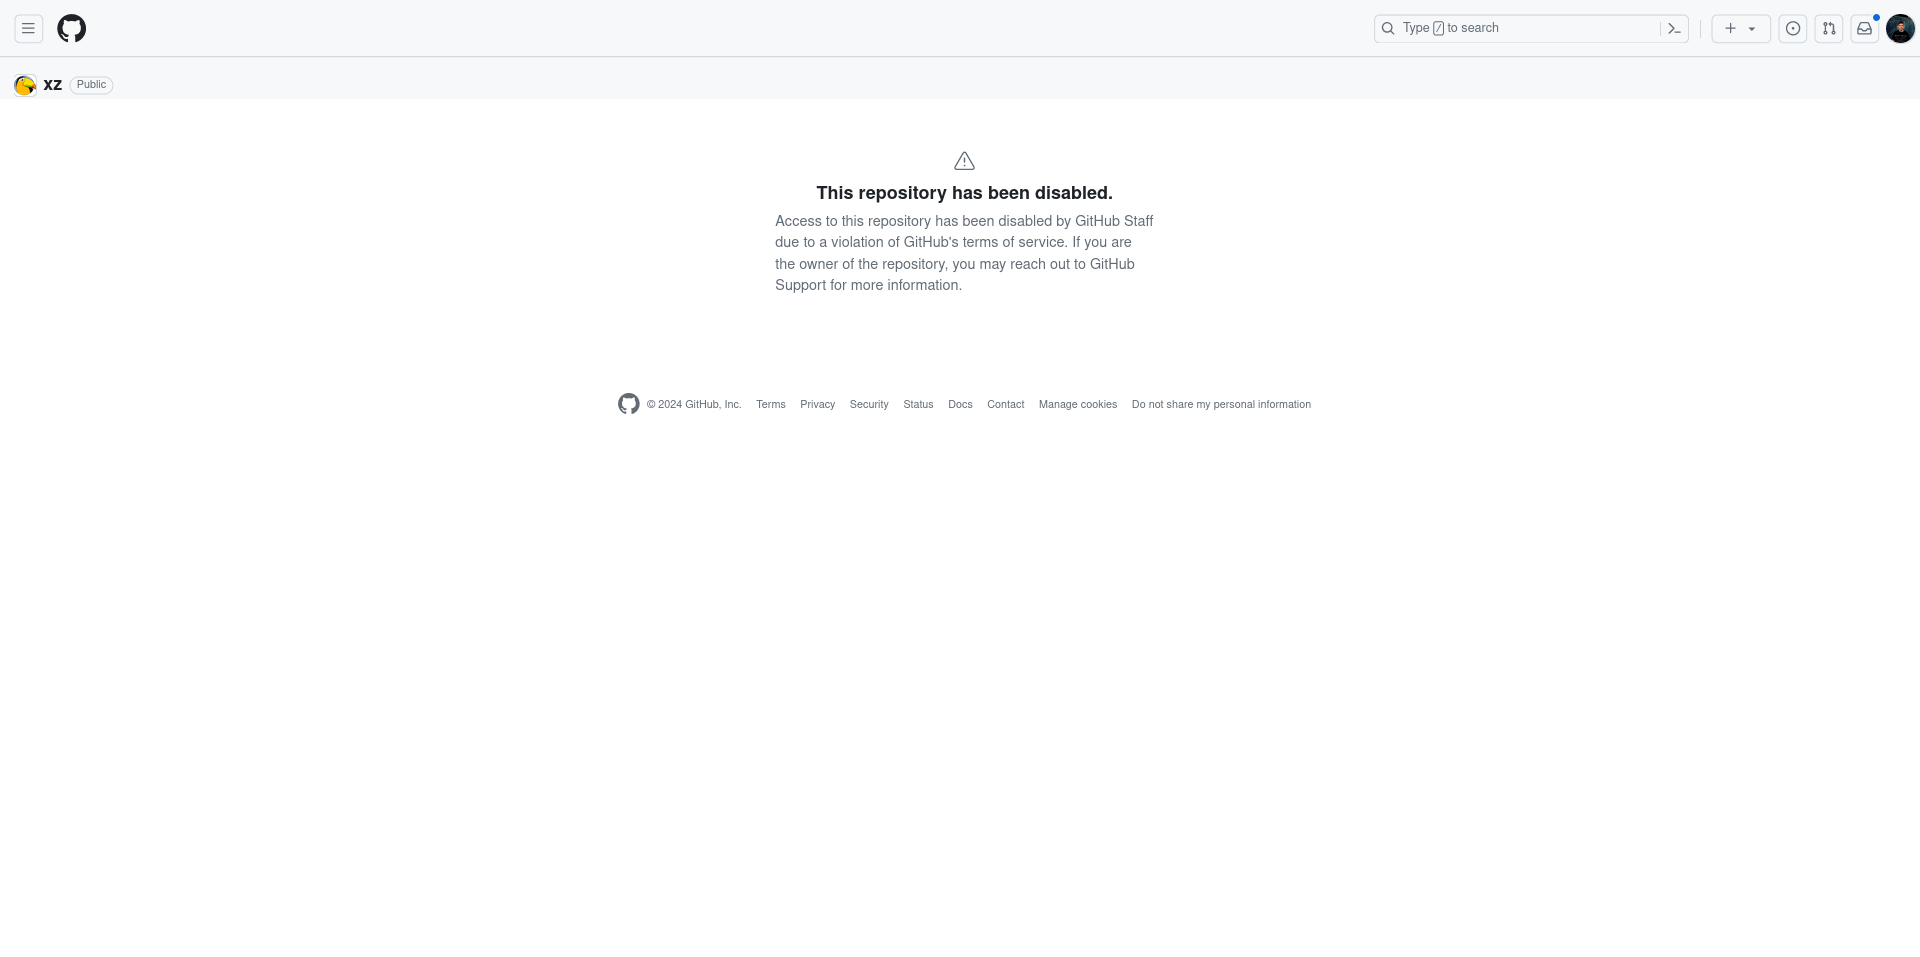 Type / to search
xz Public
This repository has been disabled.
Access to this repository has been disabled by GitHub Staff
due to a violation of GitHub's terms of service. If you are
the owner of the repository, you may reach out to GitHub
Support for more information.
© 2024 GitHub, Inc. Terms Privacy Security Status Docs Contact Manage cookies Do not share my personal information